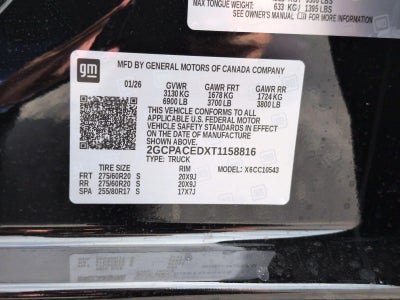 MAX TONGUE WEIGHT: 633 KG / 1395 LBS
SEE OWNER'S MANUAL FOR MORE INFORMATION
gm
MFD BY GENERAL MOTORS OF CANADA COMPANY
01/26 GVWR GAWR FRT GAWR RR
3130 KG 1678 KG 1724 KG
6900 LB 3700 LB 3800 LB
THIS VEHICLE CONFORMS TO ALL
APPLICABLE U.S. FEDERAL MOTOR
VEHICLE SAFETY STANDARDS IN
EFFECT ON THE DATE OF
MANUFACTURE SHOWN ABOVE.
2GCPACEDXT1158816
TYPE: TRUCK MODEL: X6CC10543
TIRE SIZE RIM
FRT 275/60R20 S 20X9J
RR 275/60R20 S 20X9J
SPA 255/80R17 S 17X7J